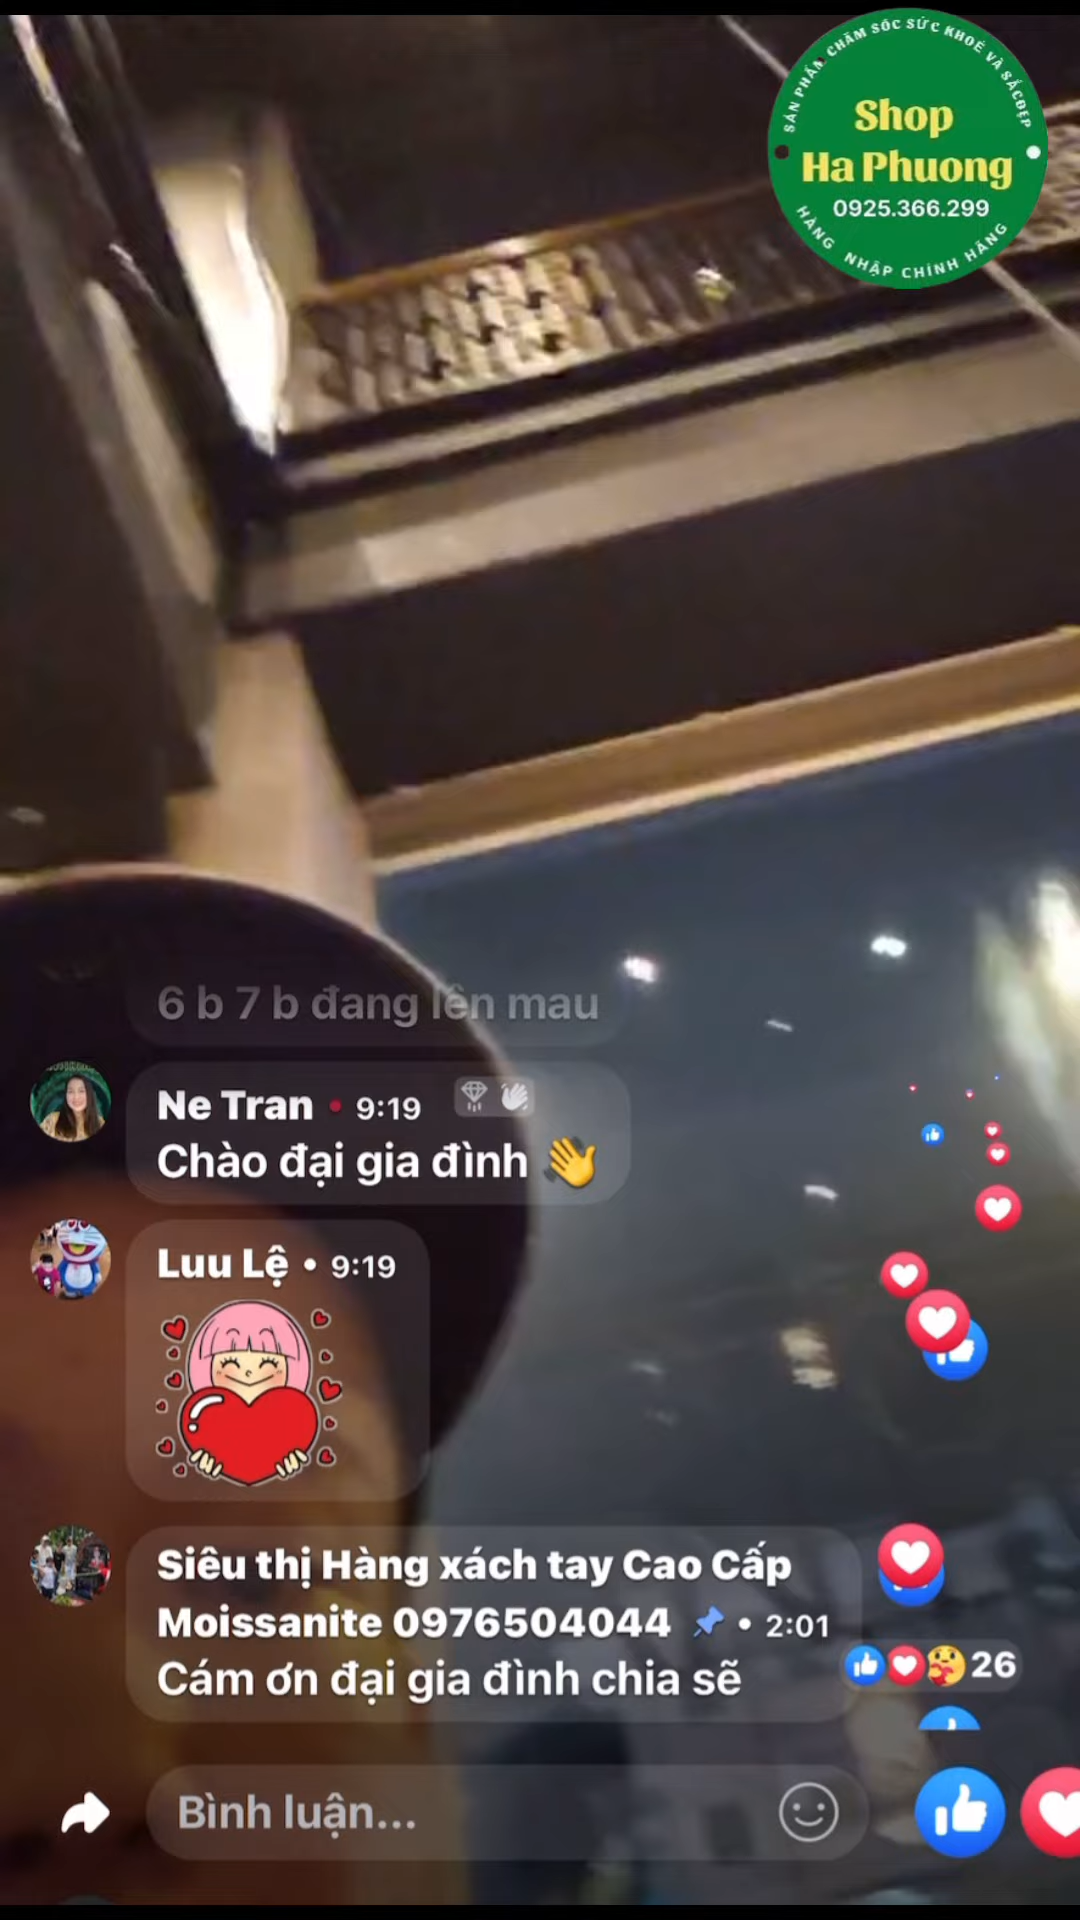 SẢN PHẨM CHĂM SÓC SỨC KHOẺ VÀ SẮC ĐẸP
Shop
Ha Phuong
0925.366.299
HÀNG NHẬP CHÍNH HÃNG
6 b 7 b đang lên mau
Ne Tran • 9:19
Chào đại gia đình 👋
Luu Lệ • 9:19
Siêu thị Hàng xách tay Cao Cấp
Moissanite 0976504044 📌 • 2:01
Cám ơn đại gia đình chia sẽ
26
Bình luận...